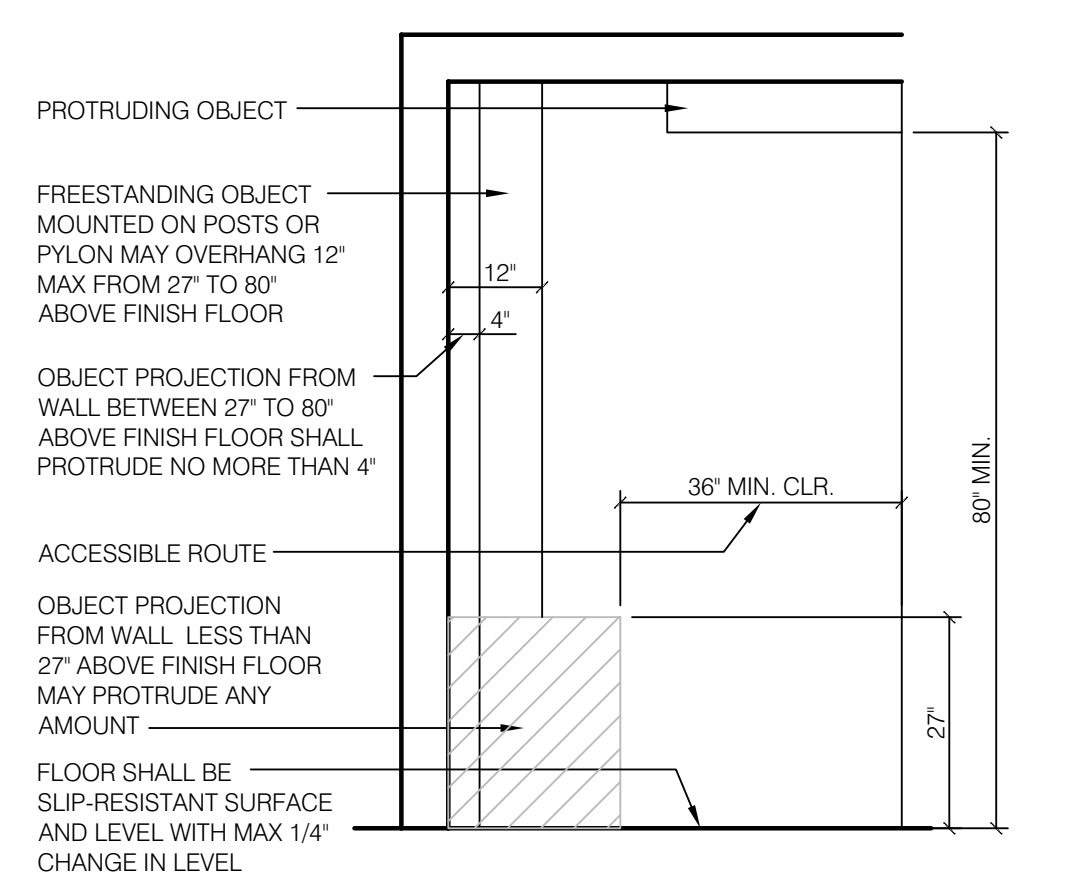 PROTRUDING OBJECT
FREESTANDING OBJECT
MOUNTED ON POSTS OR
PYLON MAY OVERHANG 12"
MAX FROM 27" TO 80"
ABOVE FINISH FLOOR
12"
4"
OBJECT PROJECTION FROM
WALL BETWEEN 27" TO 80"
ABOVE FINISH FLOOR SHALL
PROTRUDE NO MORE THAN 4"
36" MIN. CLR.
80" MIN.
ACCESSIBLE ROUTE
OBJECT PROJECTION
FROM WALL LESS THAN
27" ABOVE FINISH FLOOR
MAY PROTRUDE ANY
AMOUNT
27"
FLOOR SHALL BE
SLIP-RESISTANT SURFACE
AND LEVEL WITH MAX 1/4"
CHANGE IN LEVEL